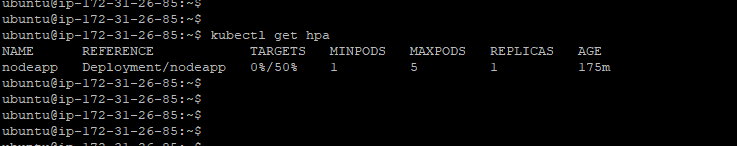 ubuntu@ip-172-31-26-85:~$
ubuntu@ip-172-31-26-85:~$
ubuntu@ip-172-31-26-85:~$ kubectl get hpa
NAME REFERENCE TARGETS MINPODS MAXPODS REPLICAS AGE
nodeapp Deployment/nodeapp 0%/50% 1 5 1 175m
ubuntu@ip-172-31-26-85:~$
ubuntu@ip-172-31-26-85:~$
ubuntu@ip-172-31-26-85:~$
ubuntu@ip-172-31-26-85:~$